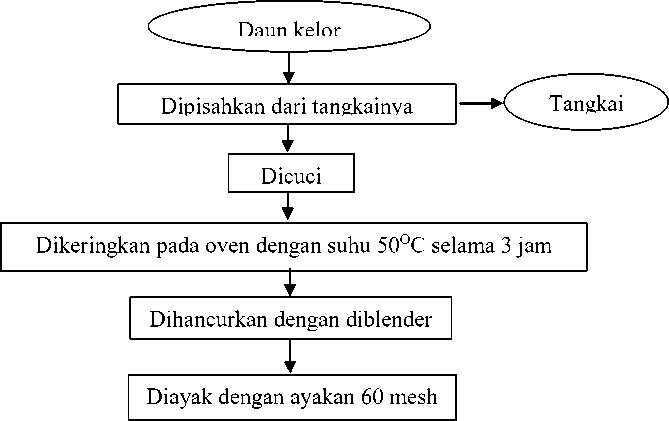 Daun kelor
Dipisahkan dari tangkainya
Tangkai
Dicuci
Dikeringkan pada oven dengan suhu 50ᴼC selama 3 jam
Dihancurkan dengan diblender
Diayak dengan ayakan 60 mesh